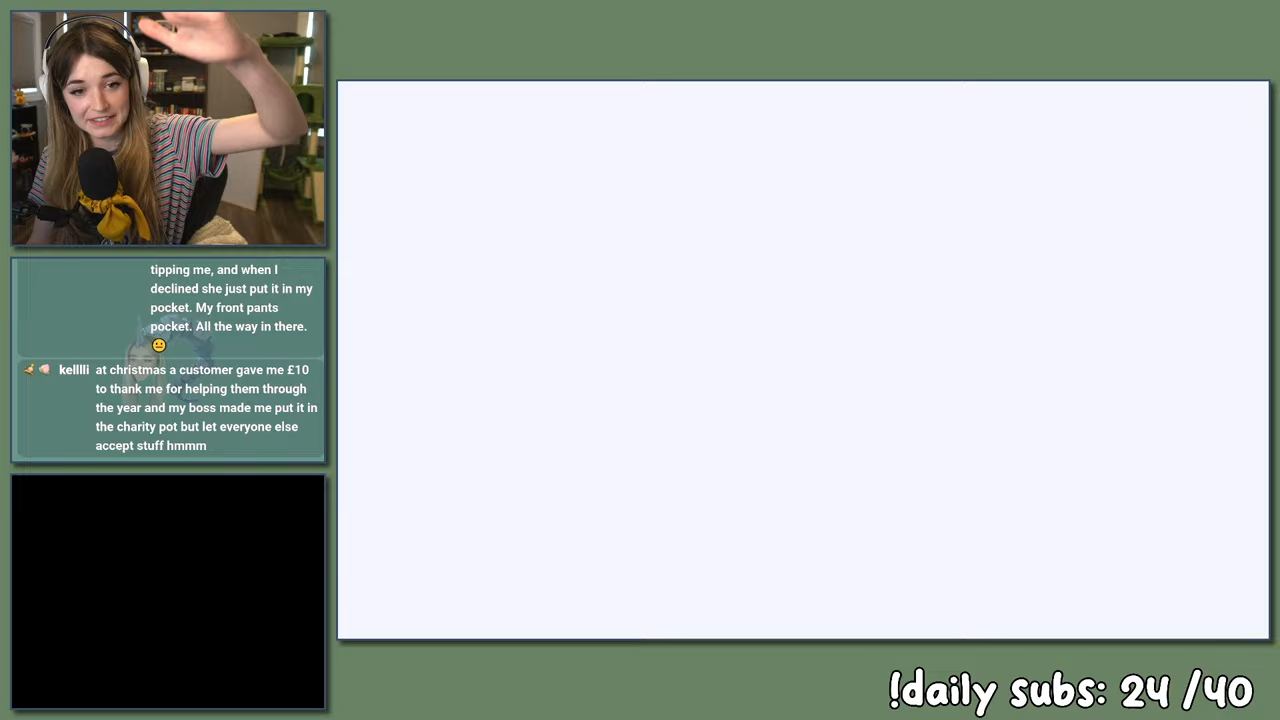 tipping me, and when I
declined she just put it in my
pocket. My front pants
pocket. All the way in there.
😐
kelllli at christmas a customer gave me £10
to thank me for helping them through
the year and my boss made me put it in
the charity pot but let everyone else
accept stuff hmmm
!daily subs: 24 /40